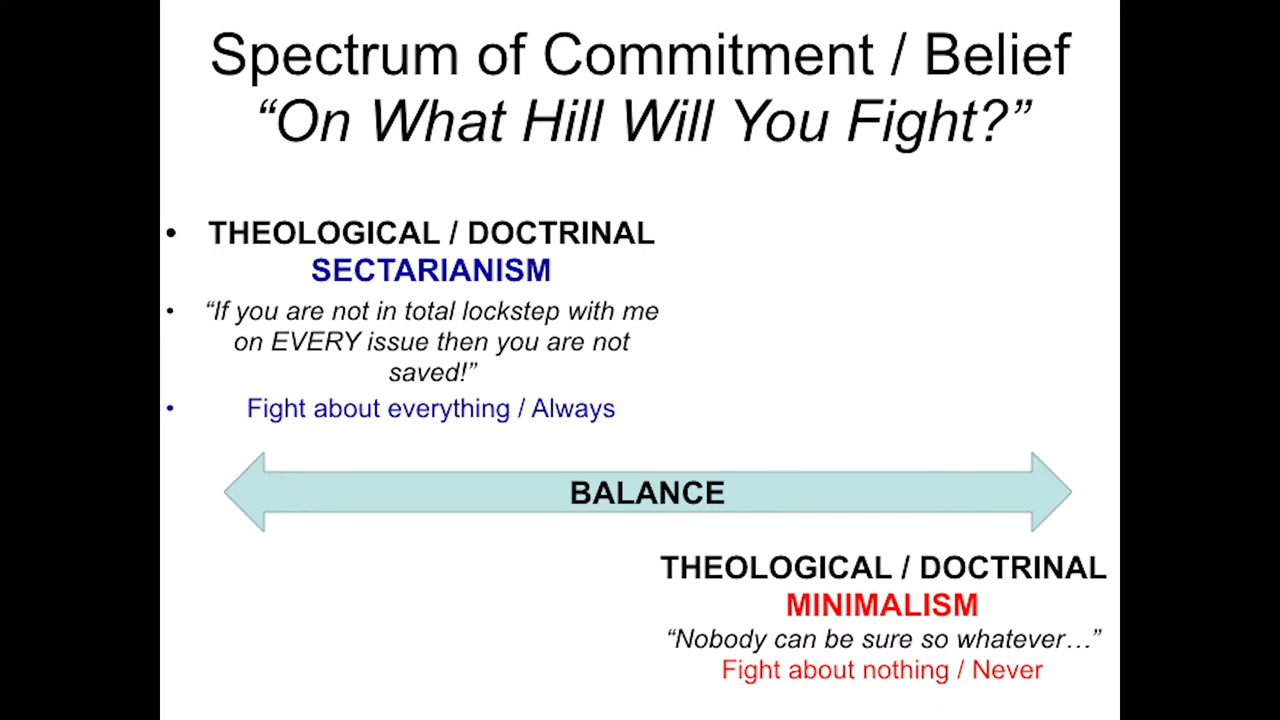 Spectrum of Commitment / Belief
“On What Hill Will You Fight?”
• THEOLOGICAL / DOCTRINAL
SECTARIANISM
• “If you are not in total lockstep with me
on EVERY issue then you are not
saved!”
• Fight about everything / Always
BALANCE
THEOLOGICAL / DOCTRINAL
MINIMALISM
“Nobody can be sure so whatever…”
Fight about nothing / Never